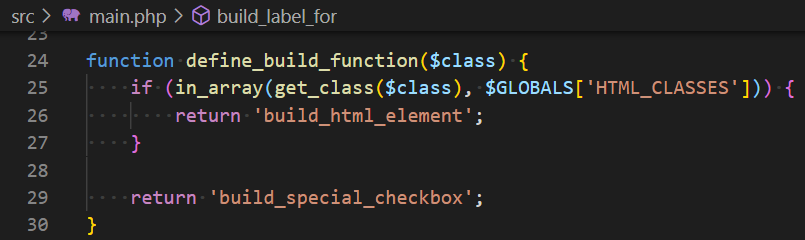 src > main.php > build_label_for
23
24 function define_build_function($class) {
25     if (in_array(get_class($class), $GLOBALS['HTML_CLASSES'])) {
26         return 'build_html_element';
27     }
28
29     return 'build_special_checkbox';
30 }